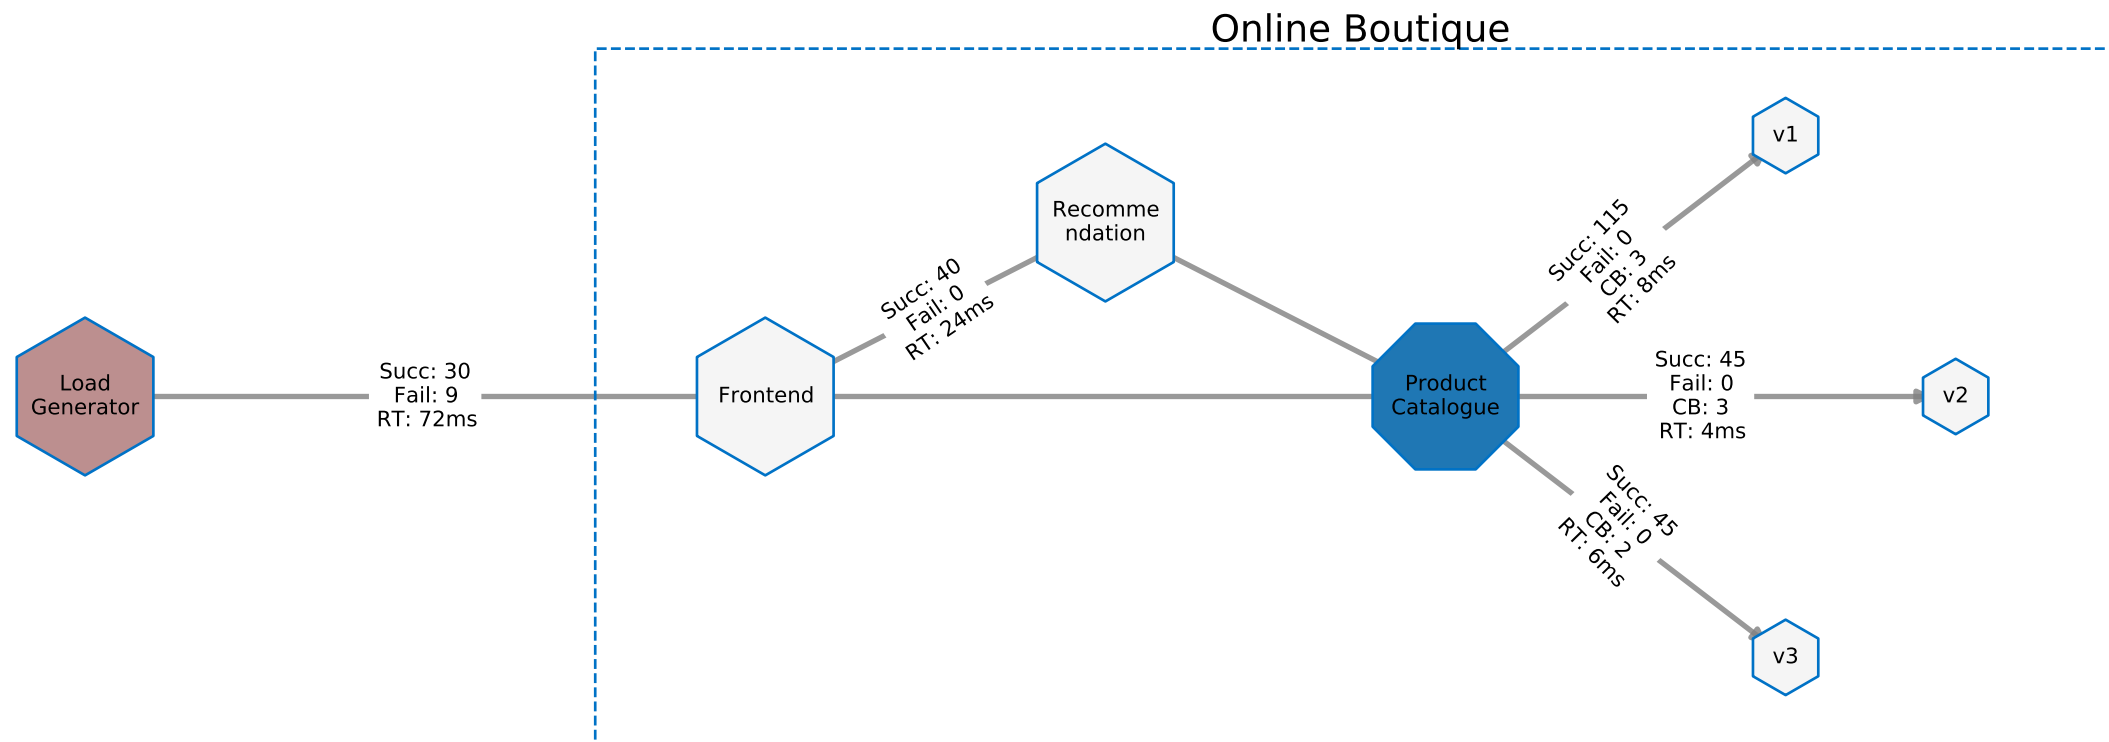 Online Boutique
Load
Generator
Succ: 30
Fail: 9
RT: 72ms
Frontend
Succ: 40
Fail: 0
RT: 24ms
Recomme
ndation
Product
Catalogue
Succ: 115
Fail: 0
CB: 3
RT: 8ms
v1
Succ: 45
Fail: 0
CB: 3
RT: 4ms
v2
Succ: 45
Fail: 0
CB: 2
RT: 6ms
v3